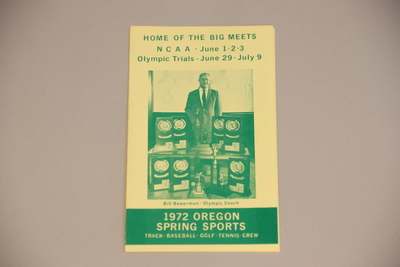 HOME OF THE BIG MEETS
NCAA - June 1-2-3
Olympic Trials - June 29 - July 9
Bill Bowerman - Olympic Coach
1972 OREGON
SPRING SPORTS
TRACK - BASEBALL - GOLF - TENNIS - CREW